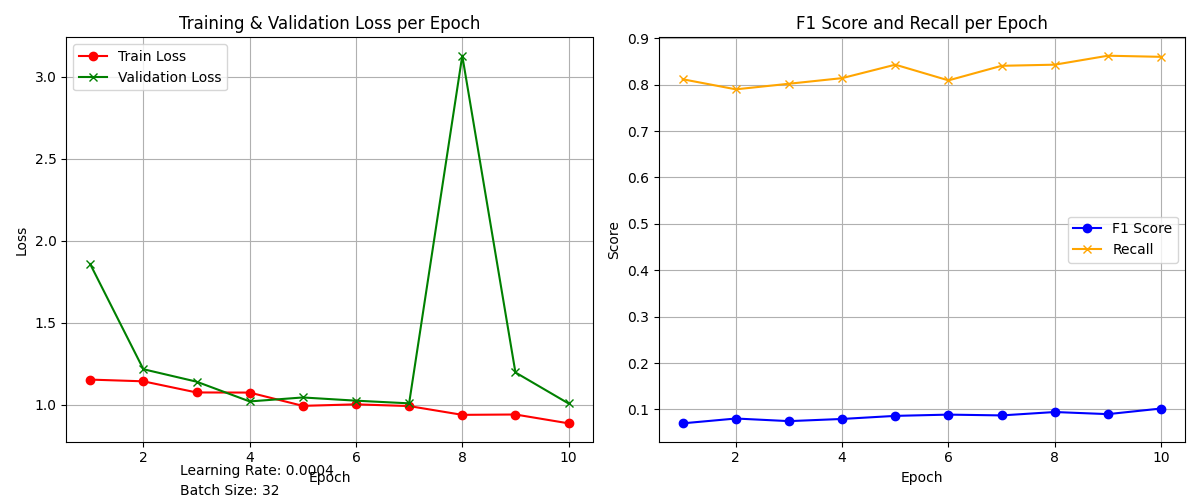 Training & Validation Loss per Epoch
Train Loss
Validation Loss
Loss
3.0
2.5
2.0
1.5
1.0
2 4 6 8 10
Epoch
Learning Rate: 0.0004
Batch Size: 32
F1 Score and Recall per Epoch
Score
0.9
0.8
0.7
0.6
0.5
0.4
0.3
0.2
0.1
F1 Score
Recall
2 4 6 8 10
Epoch